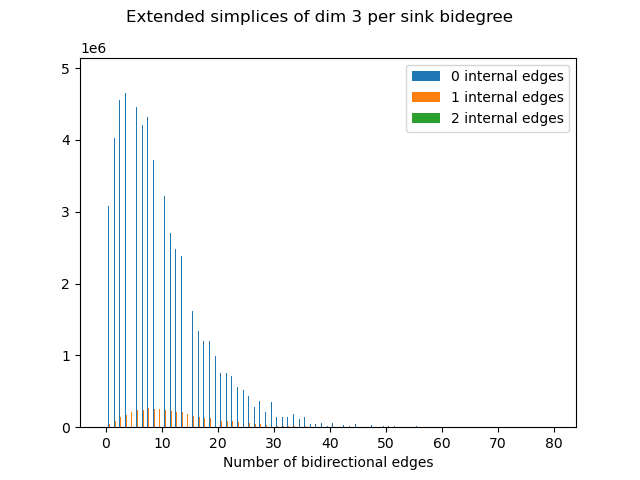 Extended simplices of dim 3 per sink bidegree
1e6
5
4
3
2
1
0
0 internal edges
1 internal edges
2 internal edges
0 10 20 30 40 50 60 70 80
Number of bidirectional edges